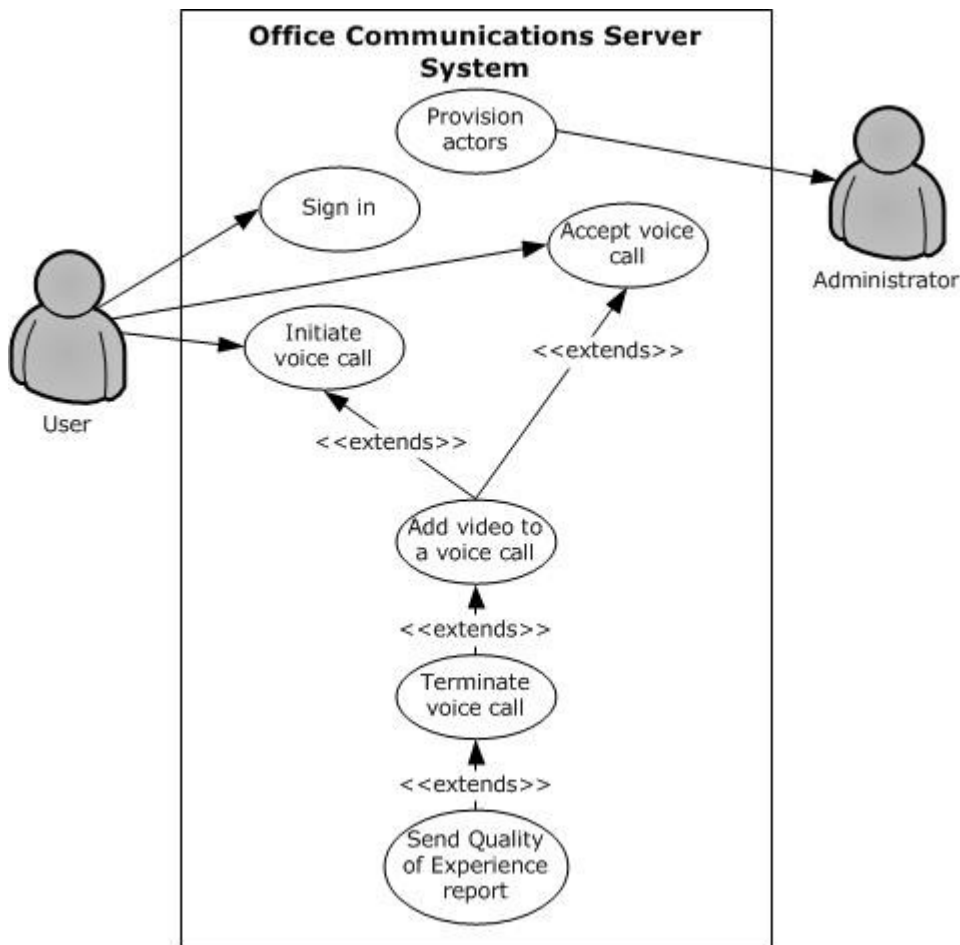 Office Communications Server
System
Provision
actors
Sign in
Accept voice
call
Administrator
Initiate
voice call
<<extends>>
User
<<extends>>
Add video to
a voice call
<<extends>>
Terminate
voice call
<<extends>>
Send Quality
of Experience
report